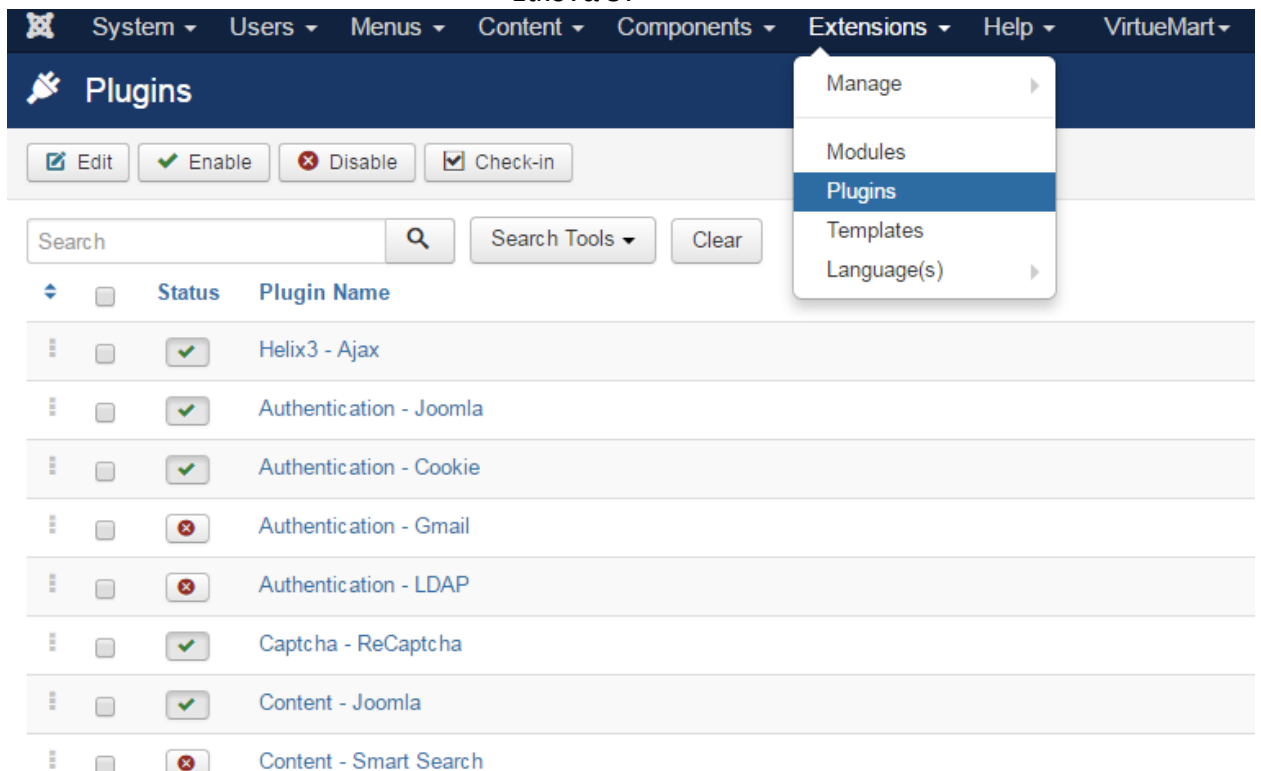 System Users Menus Content Components Extensions Help VirtueMart
Plugins
Manage
Edit Enable Disable Check-in
Modules
Plugins
Templates
Language(s)
Search Search Tools Clear
Status Plugin Name
Helix3 - Ajax
Authentication - Joomla
Authentication - Cookie
Authentication - Gmail
Authentication - LDAP
Captcha - ReCaptcha
Content - Joomla
Content - Smart Search